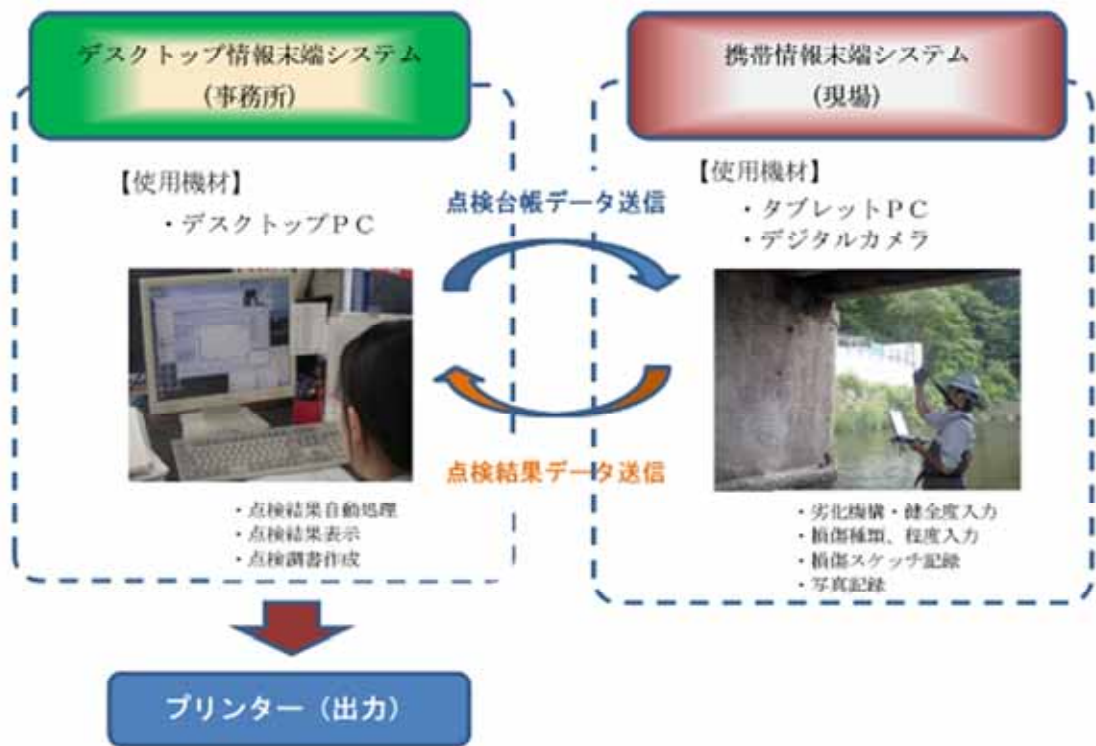 デスクトップ情報末端システム
(事務所)
【使用機材】
・デスクトップPC
・点検結果自動処理
・点検結果表示
・点検調書作成
点検台帳データ送信
点検結果データ送信
携帯情報末端システム
(現場)
【使用機材】
・タブレットPC
・デジタルカメラ
・劣化機構・健全度入力
・損傷種類、程度入力
・損傷スケッチ記録
・写真記録
プリンター（出力）